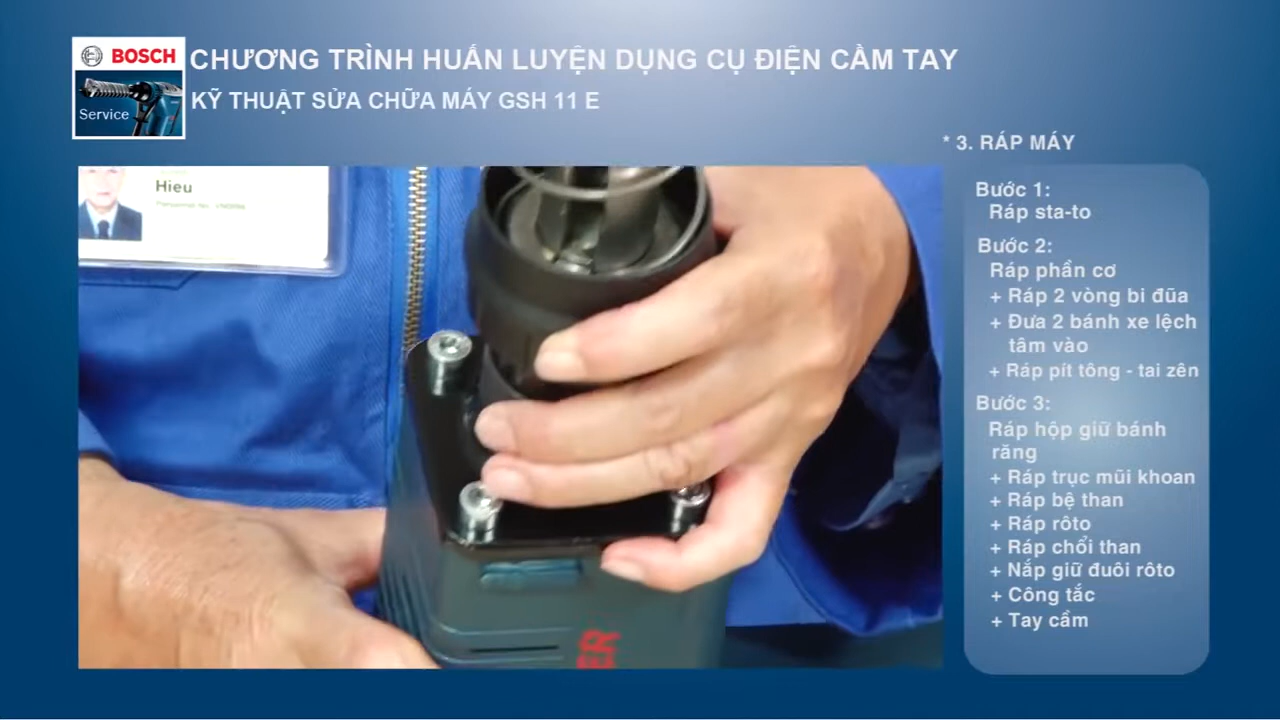 BOSCH
Service
CHƯƠNG TRÌNH HUẤN LUYỆN DỤNG CỤ ĐIỆN CẦM TAY
KỸ THUẬT SỬA CHỮA MÁY GSH 11 E
* 3. RÁP MÁY
Hieu
ER
Bước 1:
Ráp sta-to
Bước 2:
Ráp phần cơ
+ Ráp 2 vòng bi đũa
+ Đưa 2 bánh xe lệch
tâm vào
+ Ráp pít tông - tai zên
Bước 3:
Ráp hộp giữ bánh
răng
+ Ráp trục mũi khoan
+ Ráp bệ than
+ Ráp rôto
+ Ráp chổi than
+ Nắp giữ đuôi rôto
+ Công tắc
+ Tay cầm